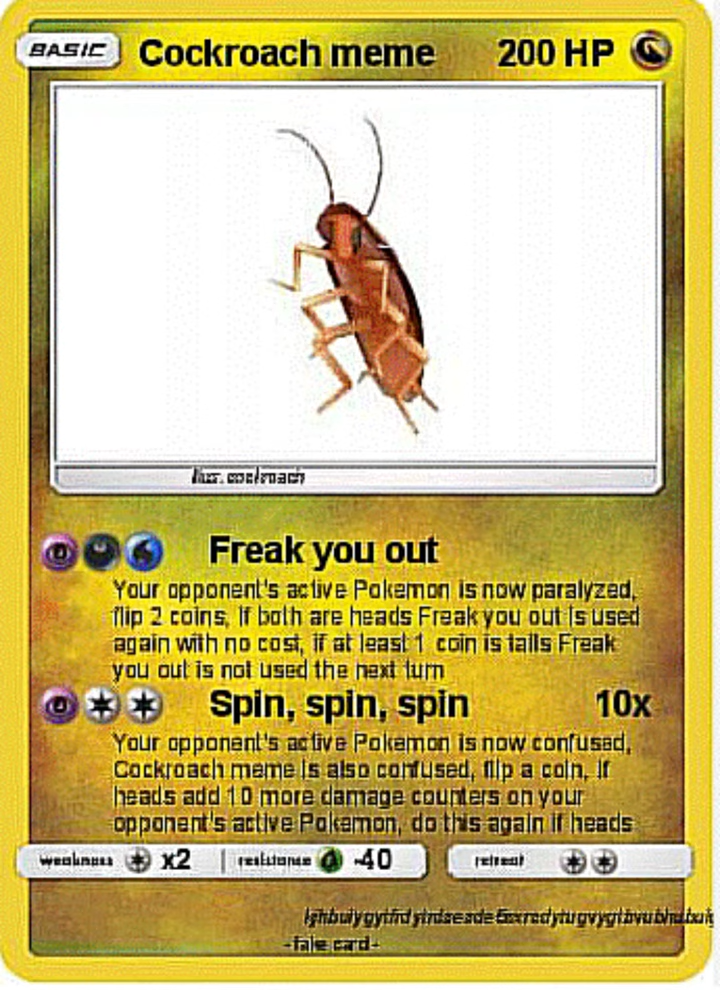 BASIC Cockroach meme 200 HP
Illus. cockroach
Freak you out
Your opponent's active Pokemon is now paralyzed,
flip 2 coins, if both are heads Freak you out is used
again with no cost, if at least 1 coin is tails Freak
you out is not used the next turn
Spin, spin, spin 10x
Your opponent's active Pokemon is now confused,
Cockroach meme is also confused, flip a coin, if
heads add 10 more damage counters on your
opponent's active Pokemon, do this again if heads
weakness x2 resistance -40 retreat
-fake card-